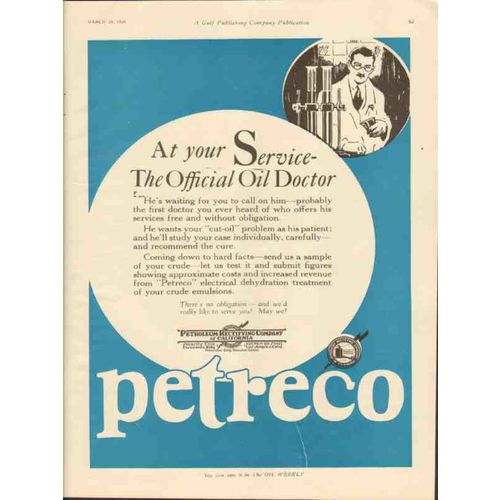 A Gulf Publishing Company Publication
At your Service-
The Official Oil Doctor
He's waiting for you to call on him—probably
the first doctor you ever heard of who offers his
services free and without obligation.
He wants your "cut-oil" problem as his patient;
and he'll study your case individually, carefully—
and recommend the cure.
Coming down to hard facts—send us a sample
of your crude—let us test it and submit figures
showing approximate costs and increased revenue
from "Petreco" electrical dehydration treatment
of your crude emulsions.
There's no obligation — and we'd
really like to serve you! May we?
PETROLEUM RECTIFYING COMPANY
OF CALIFORNIA
petreco
Say you saw it in The OIL WEEKLY